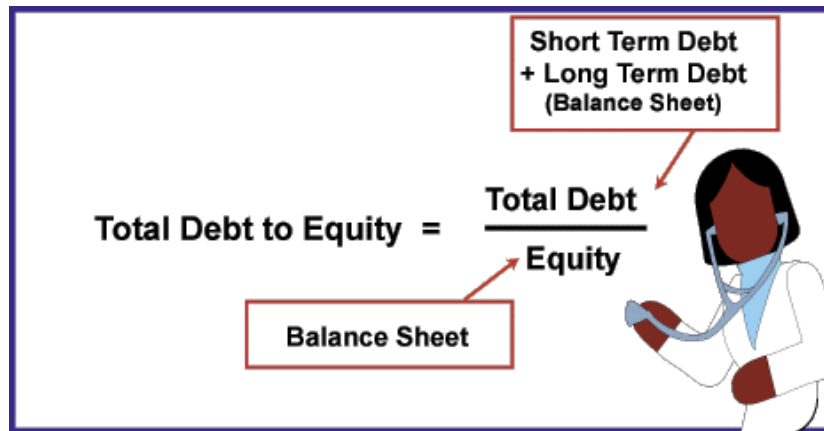 Short Term Debt
+ Long Term Debt
(Balance Sheet)
Total Debt to Equity =
Total Debt
Equity
Balance Sheet